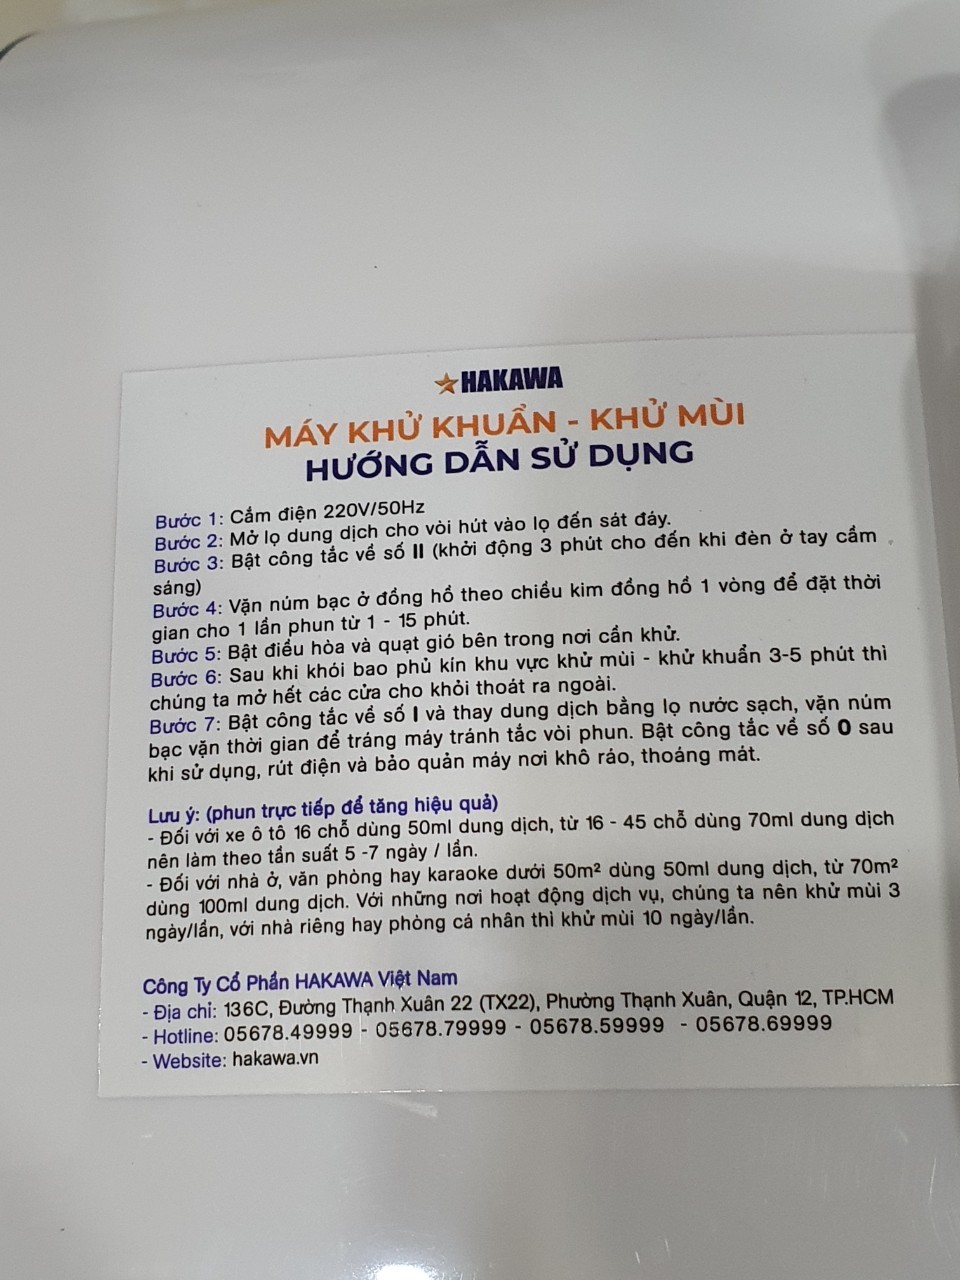 HAKAWA
MÁY KHỬ KHUẨN - KHỬ MÙI
HƯỚNG DẪN SỬ DỤNG
Bước 1: Cắm điện 220V/50Hz
Bước 2: Mở lọ dung dịch cho vòi hút vào lọ đến sát đáy.
Bước 3: Bật công tắc về số II (khởi động 3 phút cho đến khi đèn ở tay cầm
sáng)
Bước 4: Vặn núm bạc ở đồng hồ theo chiều kim đồng hồ 1 vòng để đặt thời
gian cho 1 lần phun từ 1 - 15 phút.
Bước 5: Bật điều hòa và quạt gió bên trong nơi cần khử.
Bước 6: Sau khi khói bao phủ kín khu vực khử mùi - khử khuẩn 3-5 phút thì
chúng ta mở hết các cửa cho khỏi thoát ra ngoài.
Bước 7: Bật công tắc về số I và thay dung dịch bằng lọ nước sạch, vặn núm
bạc vặn thời gian để tráng máy tránh tắc vòi phun. Bật công tắc về số 0 sau
khi sử dụng, rút điện và bảo quản máy nơi khô ráo, thoáng mát.
Lưu ý: (phun trực tiếp để tăng hiệu quả)
- Đối với xe ô tô 16 chỗ dùng 50ml dung dịch, từ 16 - 45 chỗ dùng 70ml dung dịch
nên làm theo tần suất 5 -7 ngày / lần.
- Đối với nhà ở, văn phòng hay karaoke dưới 50m² dùng 50ml dung dịch, từ 70m²
dùng 100ml dung dịch. Với những nơi hoạt động dịch vụ, chúng ta nên khử mùi 3
ngày/lần, với nhà riêng hay phòng cá nhân thì khử mùi 10 ngày/lần.
Công Ty Cổ Phần HAKAWA Việt Nam
- Địa chỉ: 136C, Đường Thạnh Xuân 22 (TX22), Phường Thạnh Xuân, Quận 12, TP.HCM
- Hotline: 05678.49999 - 05678.79999 - 05678.59999 - 05678.69999
- Website: hakawa.vn